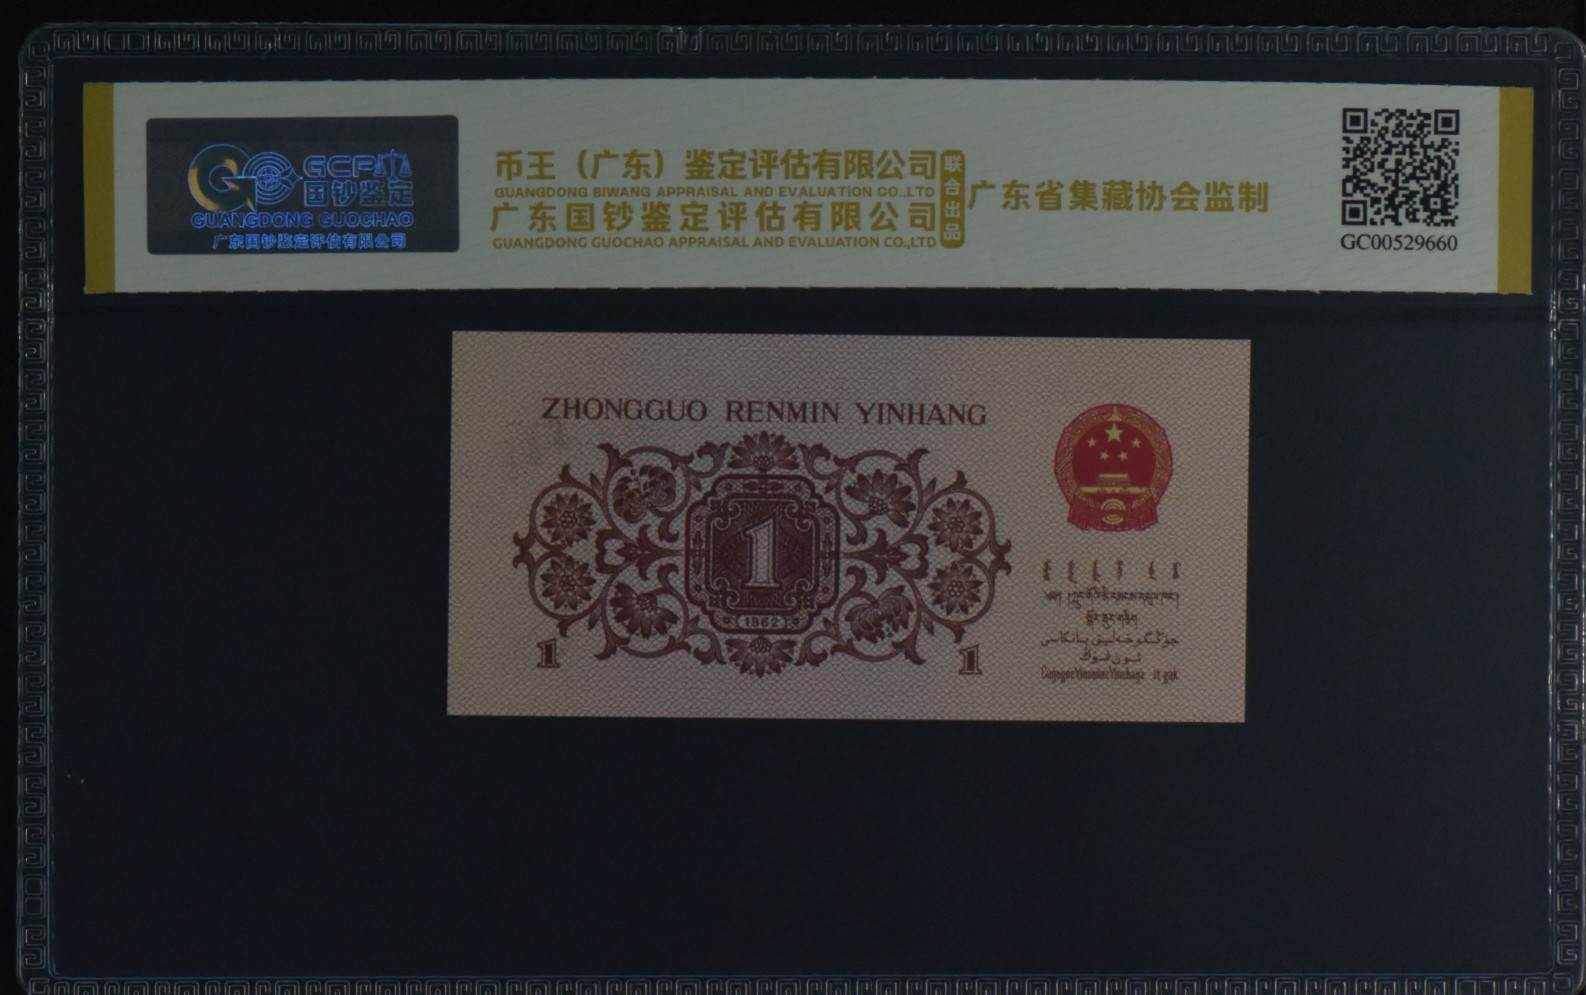 GCP
国钞鉴定
GUANGDONG GUOCHAO
广东国钞鉴定评估有限公司
币王（广东）鉴定评估有限公司
GUANGDONG BIWANG APPRAISAL AND EVALUATION CO.,LTD
广东国钞鉴定评估有限公司
GUANGDONG GUOCHAO APPRAISAL AND EVALUATION CO.,LTD
联合出品
广东省集藏协会监制
GC00529660
ZHONGGUO RENMIN YINHANG
1
1962
1
1